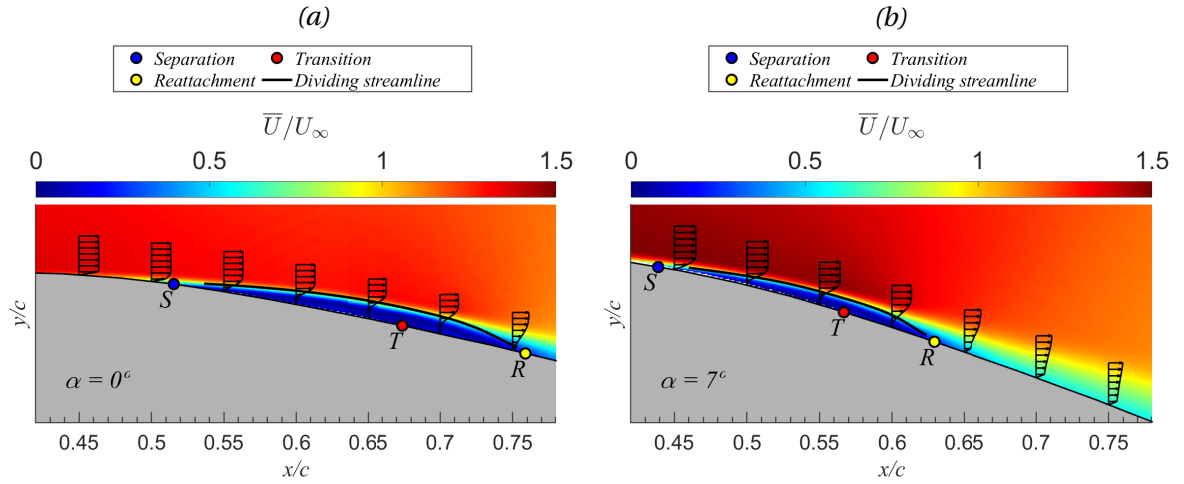 (a)
Separation Transition
Reattachment Dividing streamline
U̅/U∞
0 0.5 1 1.5
y/c
S
T
R
α = 0°
0.45 0.5 0.55 0.6 0.65 0.7 0.75
x/c
(b)
Separation Transition
Reattachment Dividing streamline
U̅/U∞
0 0.5 1 1.5
y/c
S
T
R
α = 7°
0.45 0.5 0.55 0.6 0.65 0.7 0.75
x/c